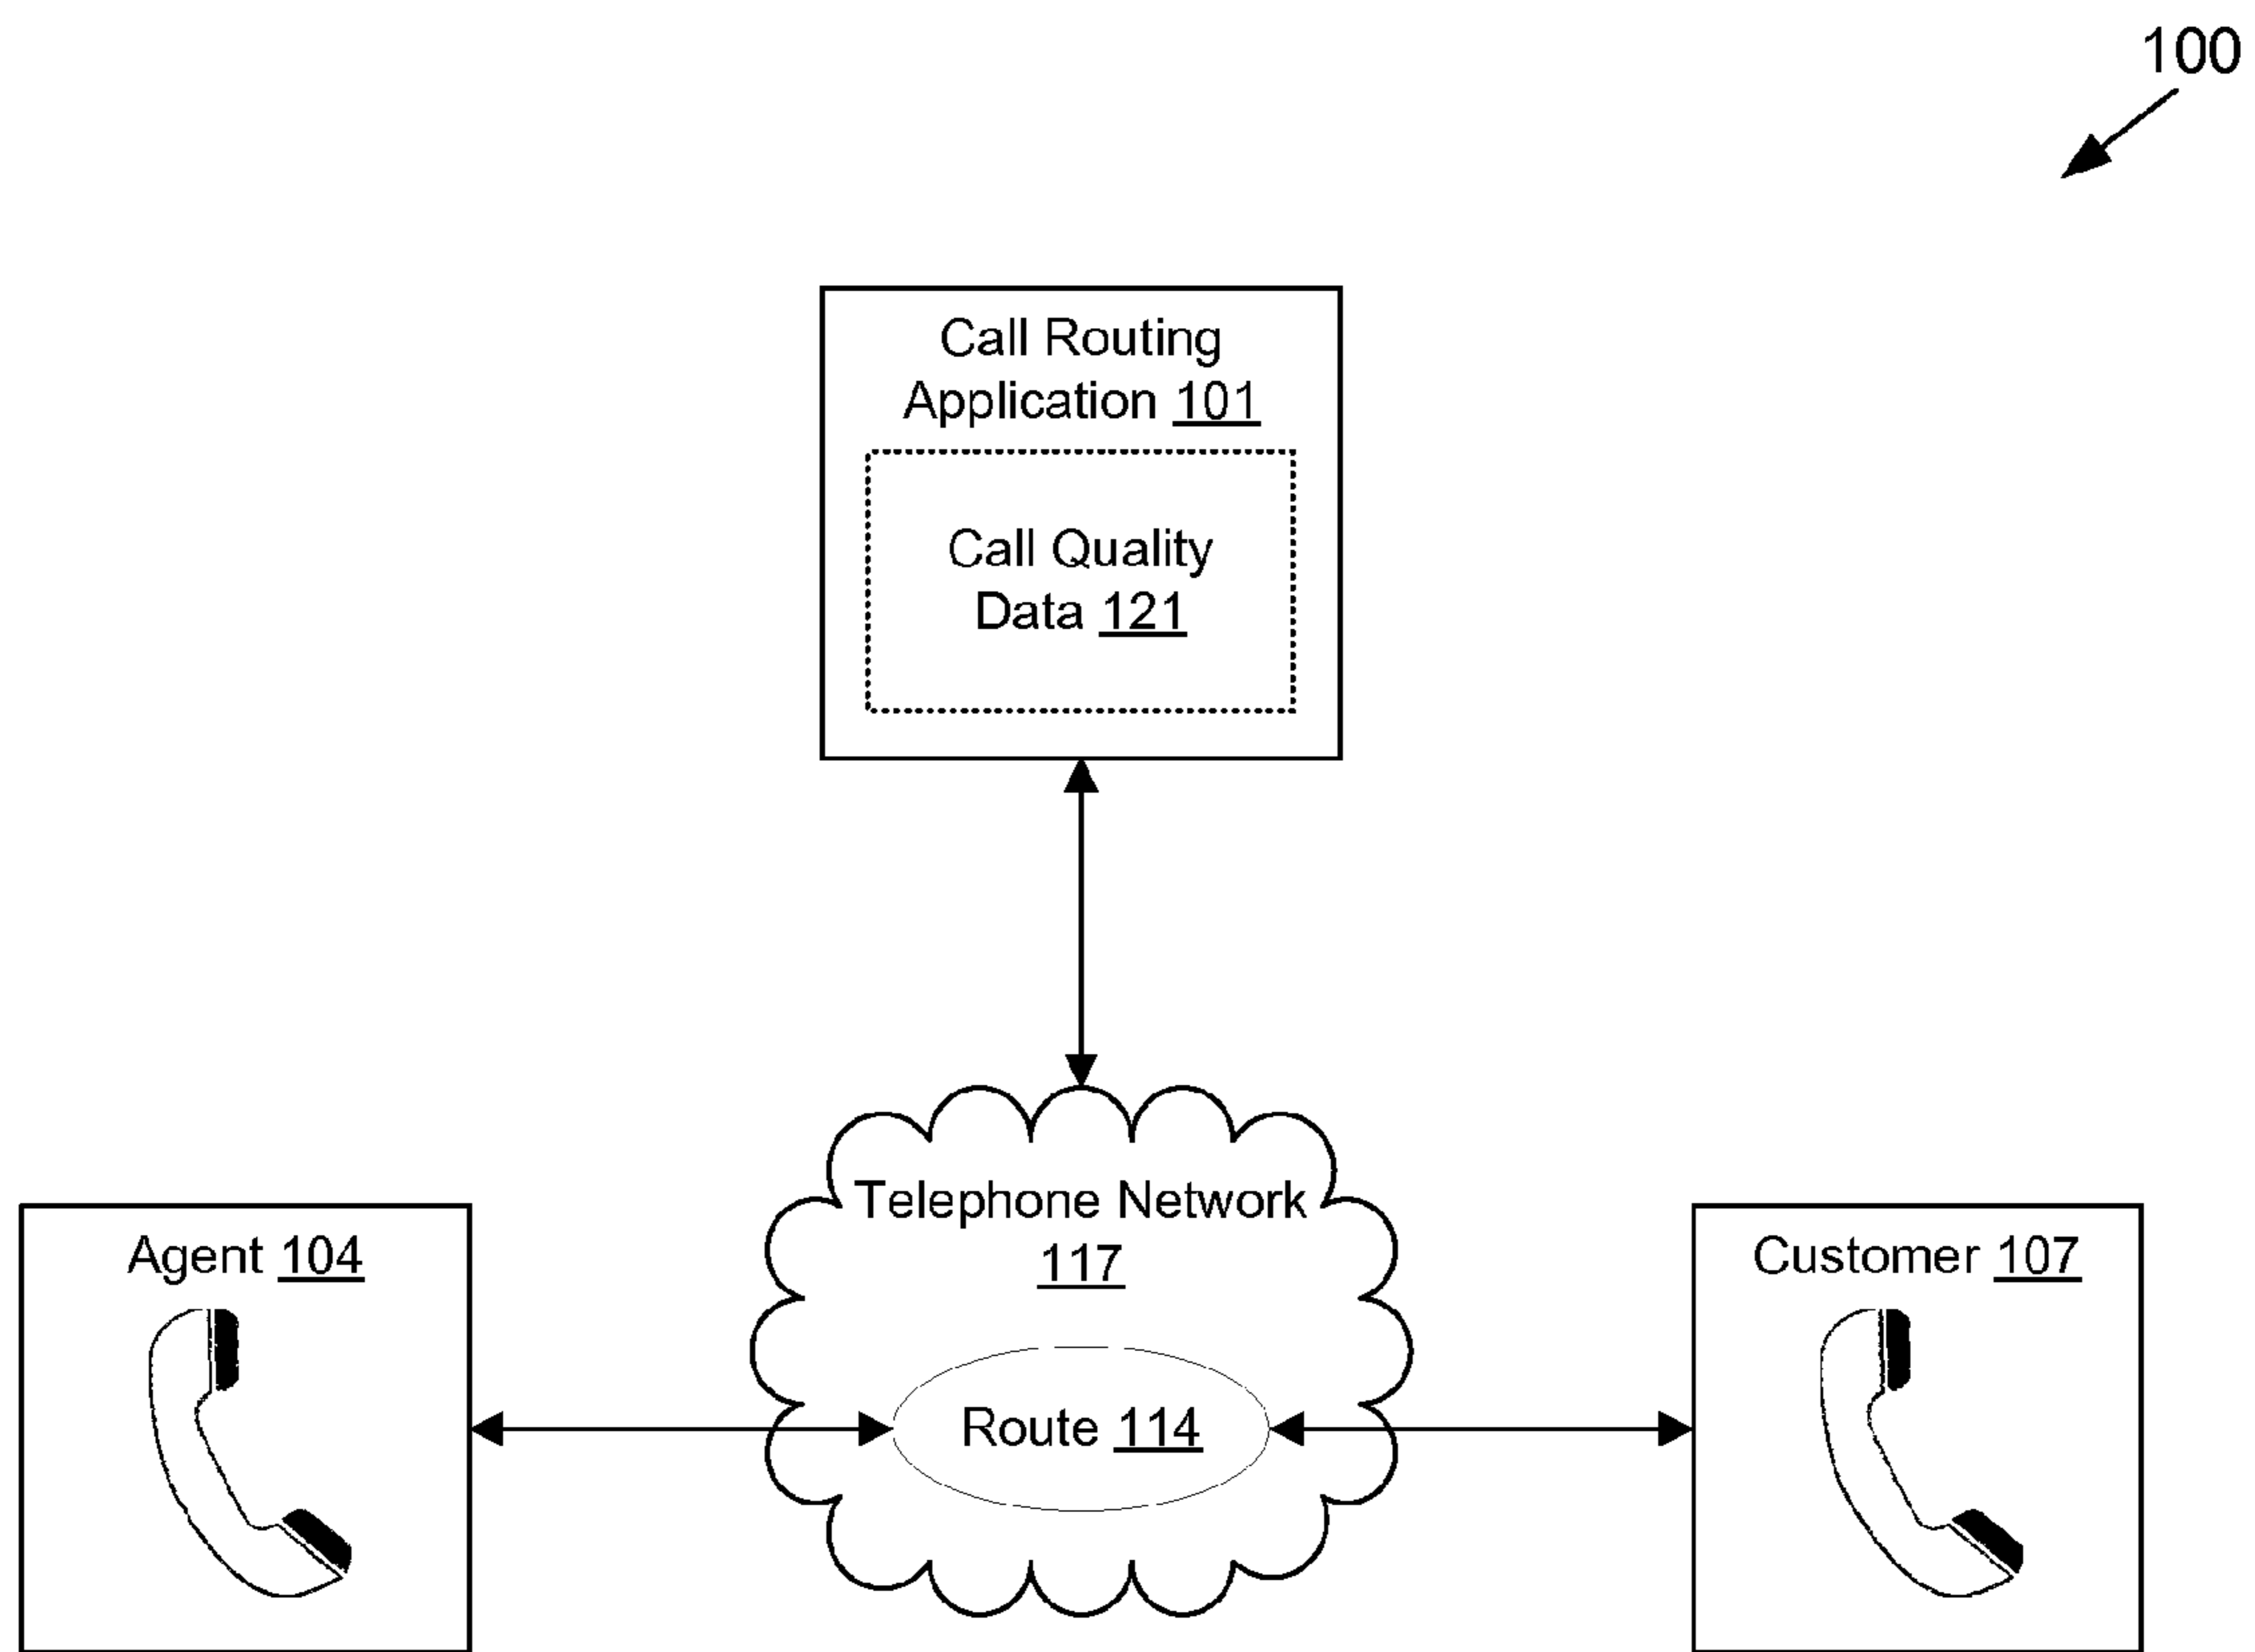 100
Call Routing
Application 101
Call Quality
Data 121
Telephone Network
117
Agent 104
Customer 107
Route 114